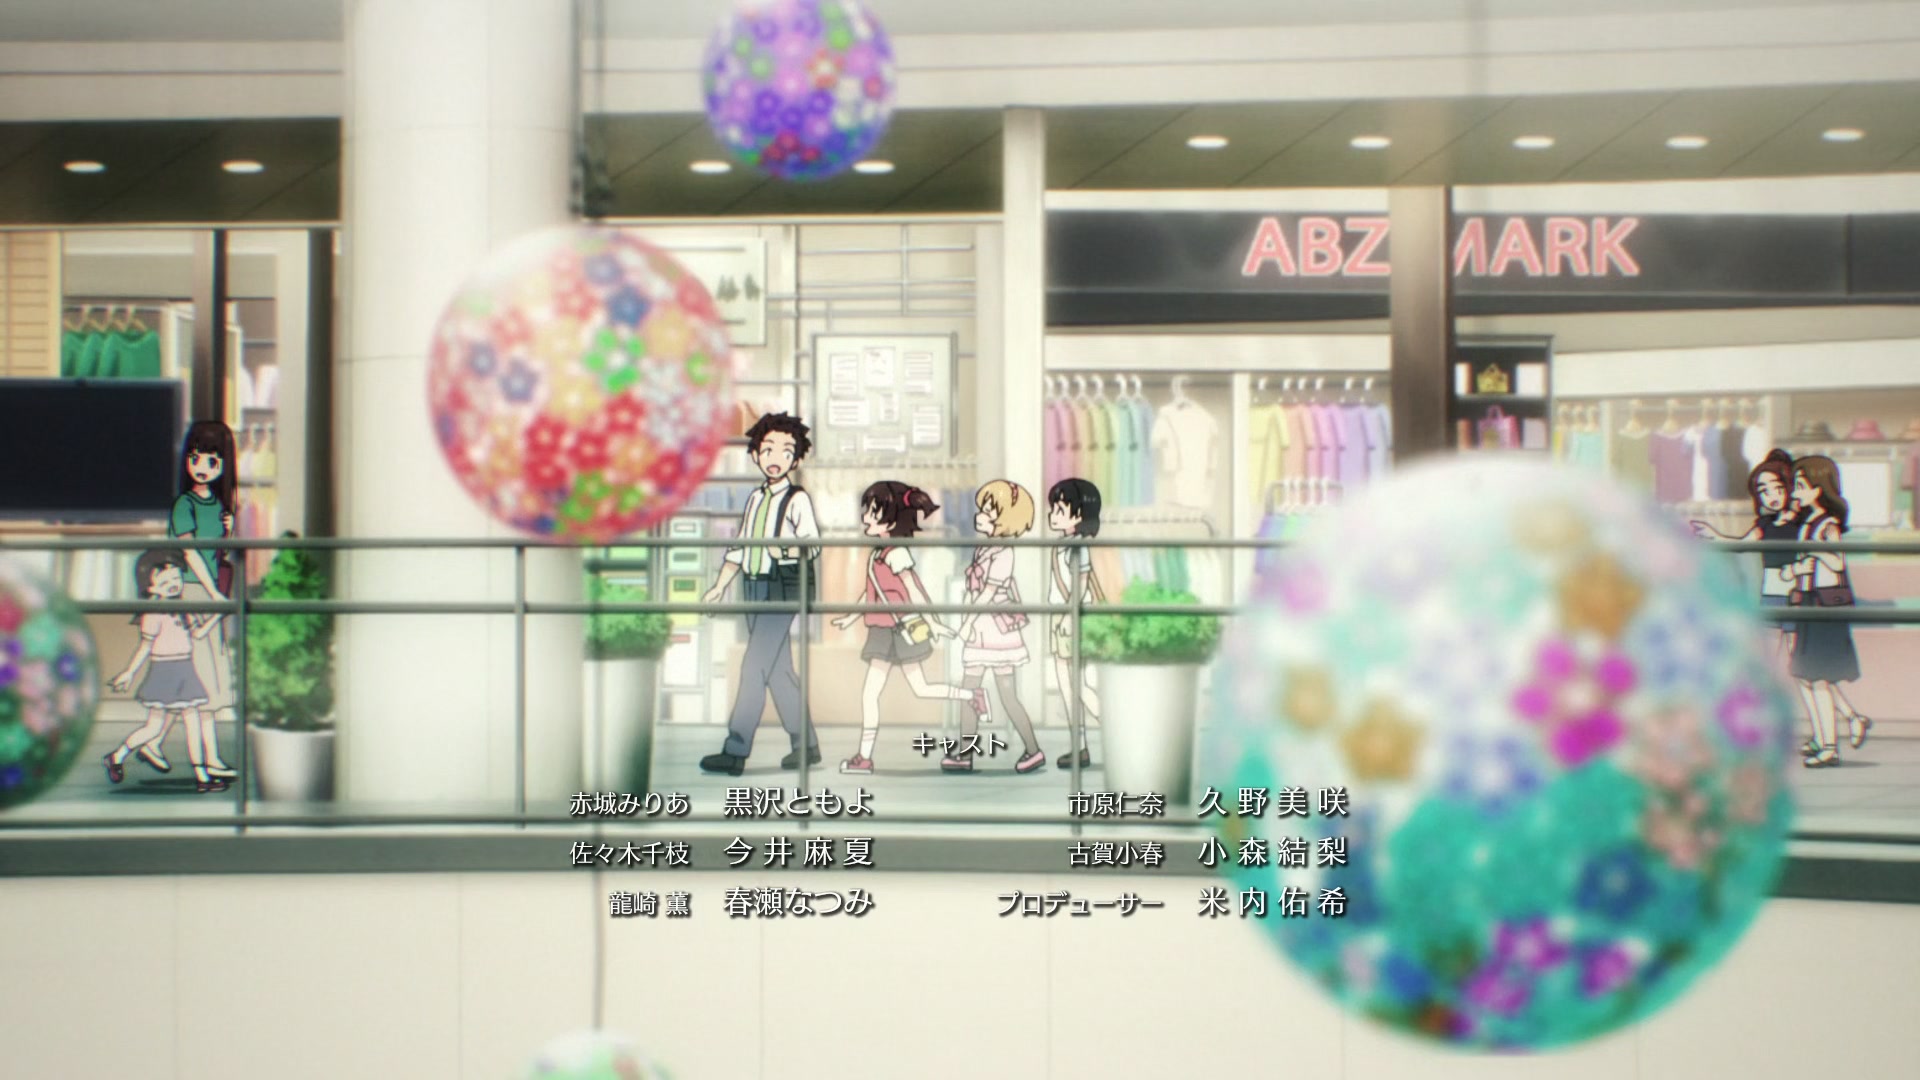 ABZ MARK
キャスト
赤城みりあ 黒沢ともよ 市原仁奈 久野美咲
佐々木千枝 今井麻夏 古賀小春 小森結梨
龍崎 薫 春瀬なつみ プロデューサー 米内佑希